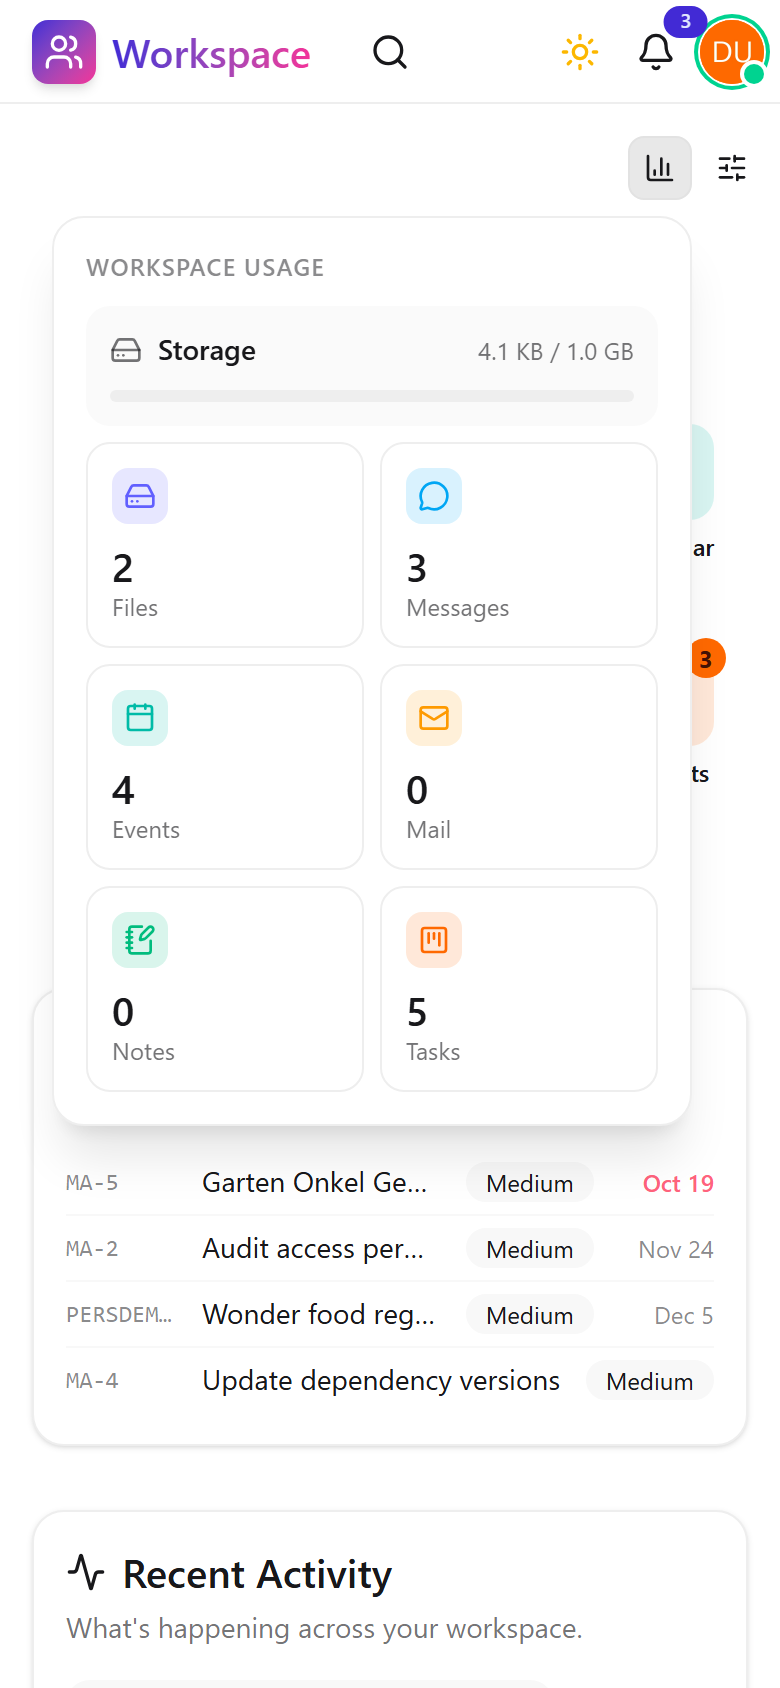 Workspace
3
DU
WORKSPACE USAGE
Storage
4.1 KB / 1.0 GB
2
Files
3
Messages
ar
4
Events
0
Mail
3
ts
0
Notes
5
Tasks
MA-5 Garten Onkel Ge... Medium Oct 19
MA-2 Audit access per... Medium Nov 24
PERSDEM... Wonder food reg... Medium Dec 5
MA-4 Update dependency versions Medium
Recent Activity
What's happening across your workspace.